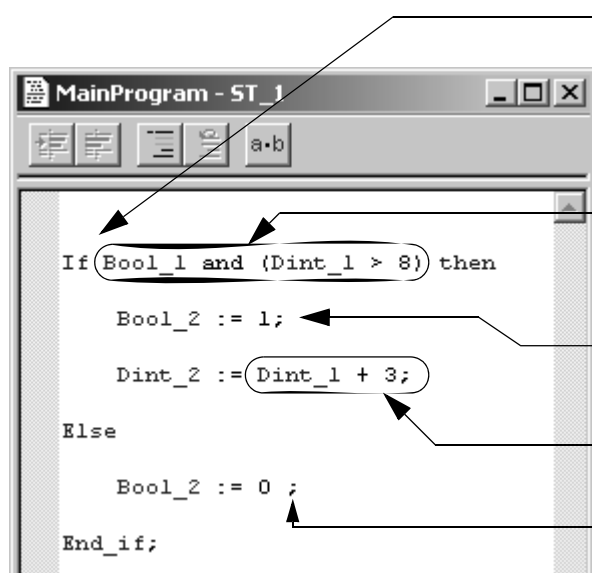 MainProgram - ST_1
a·b
If Bool_1 and (Dint_1 > 8) then
Bool_2 := 1;
Dint_2 := Dint_1 + 3;
Else
Bool_2 := 0 ;
End_if;